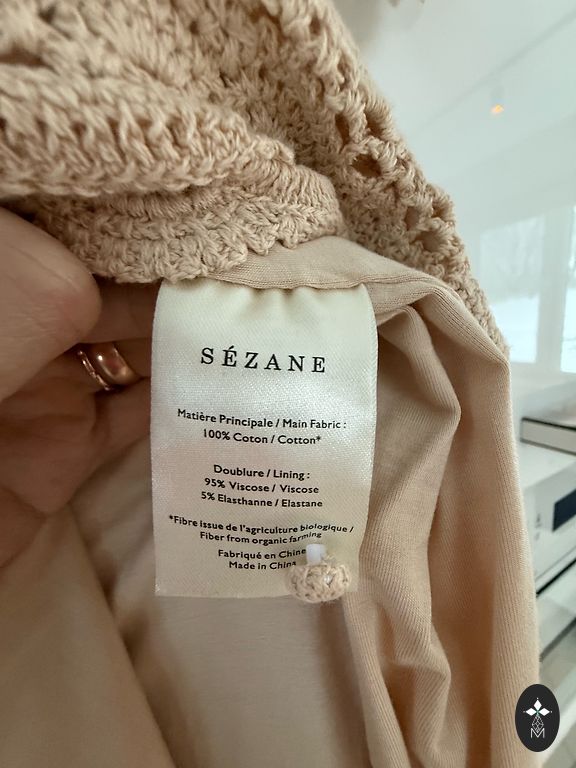 SÉZANE
Matière Principale / Main Fabric :
100% Coton / Cotton*
Doublure / Lining :
95% Viscose / Viscose
5% Elasthanne / Elastane
*Fibre issue de l'agriculture biologique /
Fiber from organic farming
Fabriqué en Chine
Made in China
M